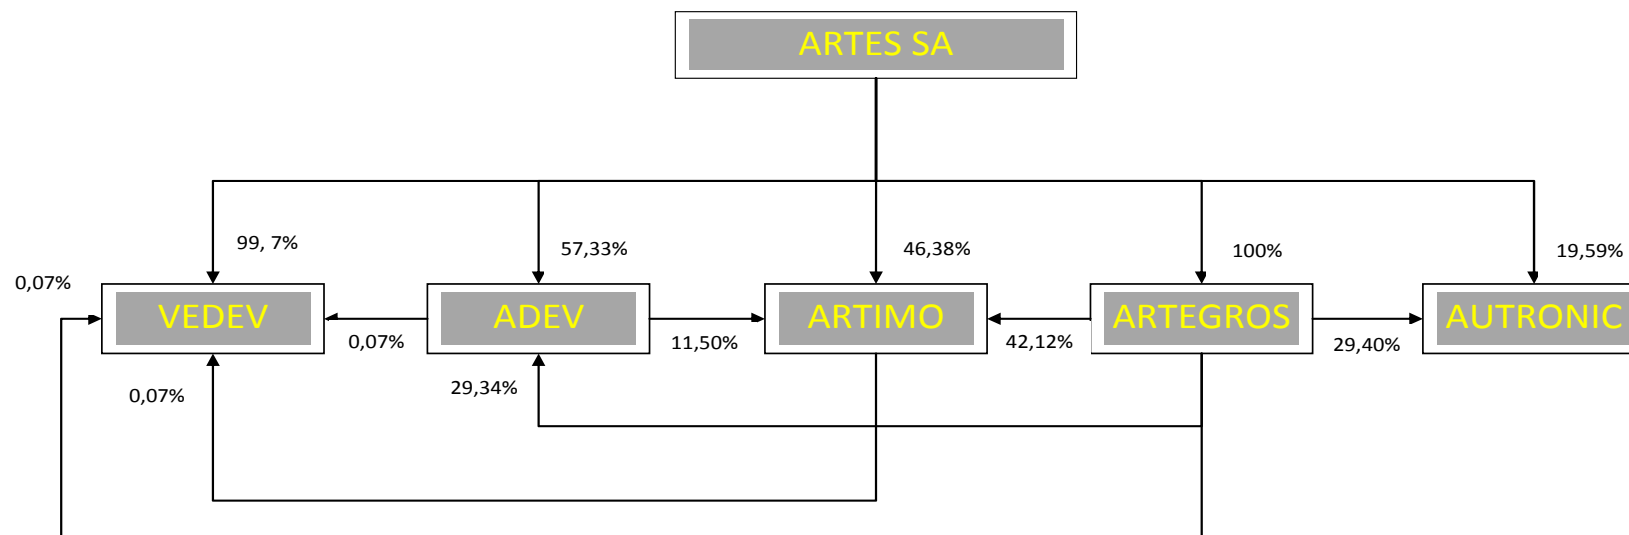 ARTES SA
99, 7%
57,33%
46,38%
100%
19,59%
0,07%
VEDEV
ADEV
ARTIMO
ARTEGROS
AUTRONIC
0,07%
11,50%
42,12%
29,40%
0,07%
29,34%